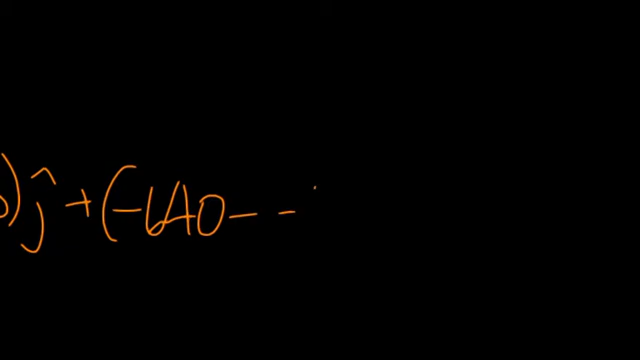 ) ĵ + (-640 - -